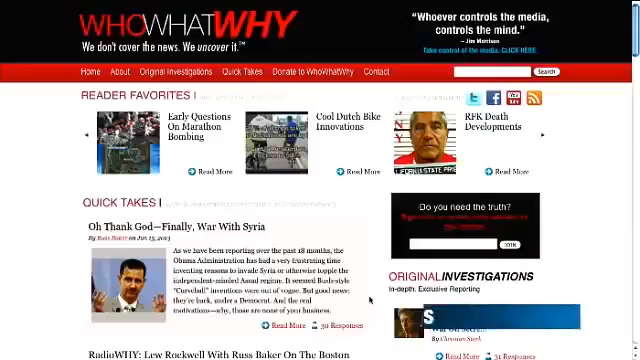 WHOWHATWHY
We don't cover the news. We uncover it.™
"Whoever controls the media,
controls the mind."
– Jim Morrison
Take control of the media. CLICK HERE.
Home About Original Investigations Quick Takes Donate to WhoWhatWhy Contact
Search
READER FAVORITES |
Early Questions
On Marathon
Bombing
Read More
Cool Dutch Bike
Innovations
Read More
RFK Death
Developments
Read More
QUICK TAKES |
Oh Thank God—Finally, War With Syria
By Russ Baker on Jun 15, 2013
As we have been reporting over the past 18 months, the
Obama Administration has had a very frustrating time
inventing reasons to invade Syria or otherwise topple the
independent-minded Assad regime. It seemed Bush-style
"Curveball" inventions were out of vogue. But good news:
they're back, under a Democrat. And the real
motivations—why, those are none of your business.
Read More 39 Responses
RadioWHY: Lew Rockwell With Russ Baker On The Boston
Do you need the truth?
JOIN
ORIGINALINVESTIGATIONS
In-depth. Exclusive Reporting
S
By Christian Stork
Read More 31 Responses